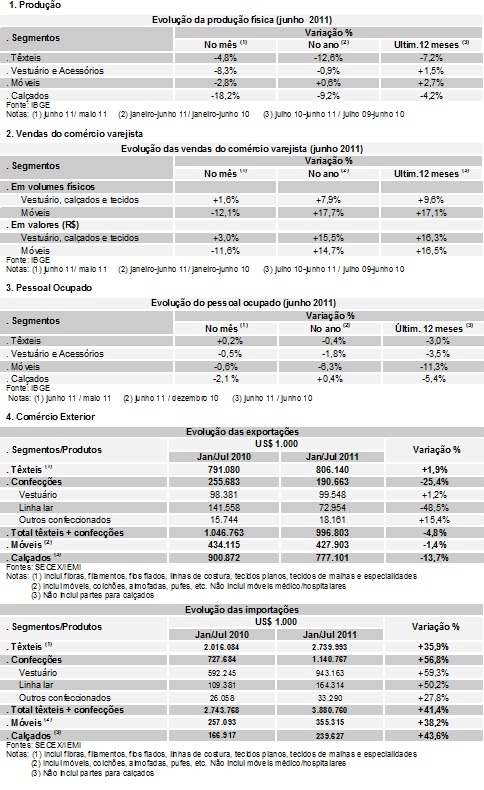 1. Produção
Evolução da produção física (junho 2011)
. Segmentos
Variação %
No mês (1) No ano (2) Ultim.12 meses (3)
. Têxteis -4,8% -12,6% -7,2%
. Vestuário e Acessórios -8,3% -0,9% +1,5%
. Móveis -2,8% +0,6% +2,7%
. Calçados -18,2% -9,2% -4,2%
Fonte: IBGE
Notas: (1) junho 11/ maio 11 (2) janeiro-junho 11/ janeiro-junho 10 (3) julho 10-junho 11 / julho 09-junho 10
2. Vendas do comércio varejista
Evolução das vendas do comércio varejista (junho 2011)
. Segmentos
Variação %
No mês (1) No ano (2) Ultim.12 meses (3)
. Em volumes físicos
Vestuário, calçados e tecidos +1,6% +7,9% +9,6%
Móveis -12,1% +17,7% +17,1%
. Em valores (R$)
Vestuário, calçados e tecidos +3,0% +15,5% +16,3%
Móveis -11,6% +14,7% +16,5%
Fonte: IBGE
Notas: (1) junho 11/ maio 11 (2) janeiro-junho 11/ janeiro-junho 10 (3) julho 10-junho 11 / julho 09-junho 10
3. Pessoal Ocupado
Evolução do pessoal ocupado (junho 2011)
. Segmentos
Variação %
No mês (1) No ano (2) Últim. 12 meses (3)
. Têxteis +0,2% -0,4% -3,0%
. Vestuário e Acessórios -0,5% -1,8% -3,5%
. Móveis -0,6% -6,3% -11,3%
. Calçados -2,1 % +0,4% -5,4%
Fonte: IBGE
Notas: (1) junho 11 / maio 11 (2) junho 11 / dezembro 10 (3) junho 11 / junho 10
4. Comércio Exterior
Evolução das exportações
. Segmentos/Produtos
US$ 1.000
Variação %
Jan/Jul 2010 Jan/Jul 2011
. Têxteis (1) 791.080 806.140 +1,9%
. Confecções 255.683 190.663 -25,4%
Vestuário 98.381 99.548 +1,2%
Linha lar 141.558 72.954 -48,5%
Outros confeccionados 15.744 18.161 +15,4%
. Total têxteis + confecções 1.046.763 996.803 -4,8%
. Móveis (2) 434.115 427.903 -1,4%
. Calçados (3) 900.872 777.101 -13,7%
Fontes: SECEX/IEMI
Notas: (1) Inclui fibras, filamentos, fios fiados, linhas de costura, tecidos planos, tecidos de malhas e especialidades
(2) Inclui móveis, colchões, almofadas, pufes, etc. Não inclui móveis médico/hospitalares
(3) Não inclui partes para calçados
Evolução das importações
. Segmentos/Produtos
US$ 1.000
Variação %
Jan/Jul 2010 Jan/Jul 2011
. Têxteis (1) 2.016.084 2.739.993 +35,9%
. Confecções 727.684 1.140.767 +56,8%
Vestuário 592.245 943.163 +59,3%
Linha lar 109.381 164.314 +50,2%
Outros confeccionados 26.058 33.290 +27,8%
. Total têxteis + confecções 2.743.768 3.880.760 +41,4%
. Móveis (2) 257.093 355.315 +38,2%
. Calçados (3) 166.917 239.627 +43,6%
Fontes: SECEX/IEMI
Notas: (1) Inclui fibras, filamentos, fios fiados, linhas de costura, tecidos planos, tecidos de malhas e especialidades
(2) Inclui móveis, colchões, almofadas, pufes, etc. Não inclui móveis médico/hospitalares
(3) Não inclui partes para calçados